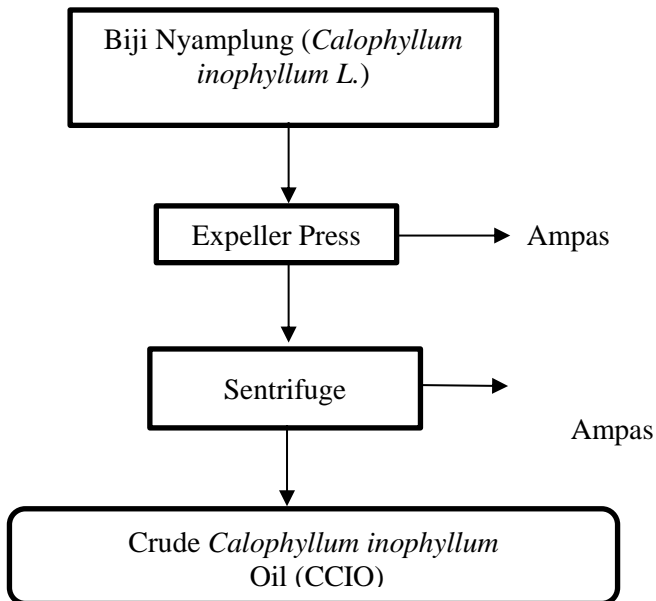 Biji Nyamplung (Calophyllum
inophyllum L.)
Expeller Press
Ampas
Sentrifuge
Ampas
Crude Calophyllum inophyllum
Oil (CCIO)